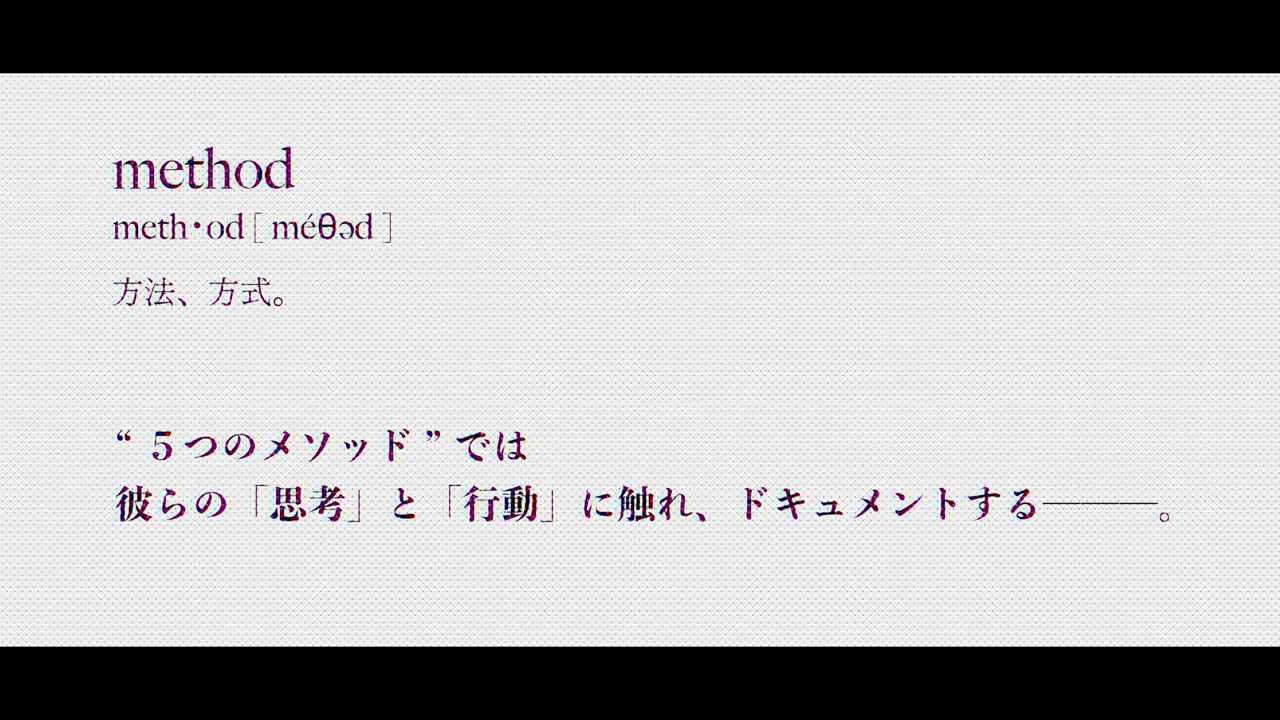 method
meth・od [ méθəd ]
方法、方式。
“ ５つのメソッド ” では
彼らの「思考」と「行動」に触れ、ドキュメントする―――。